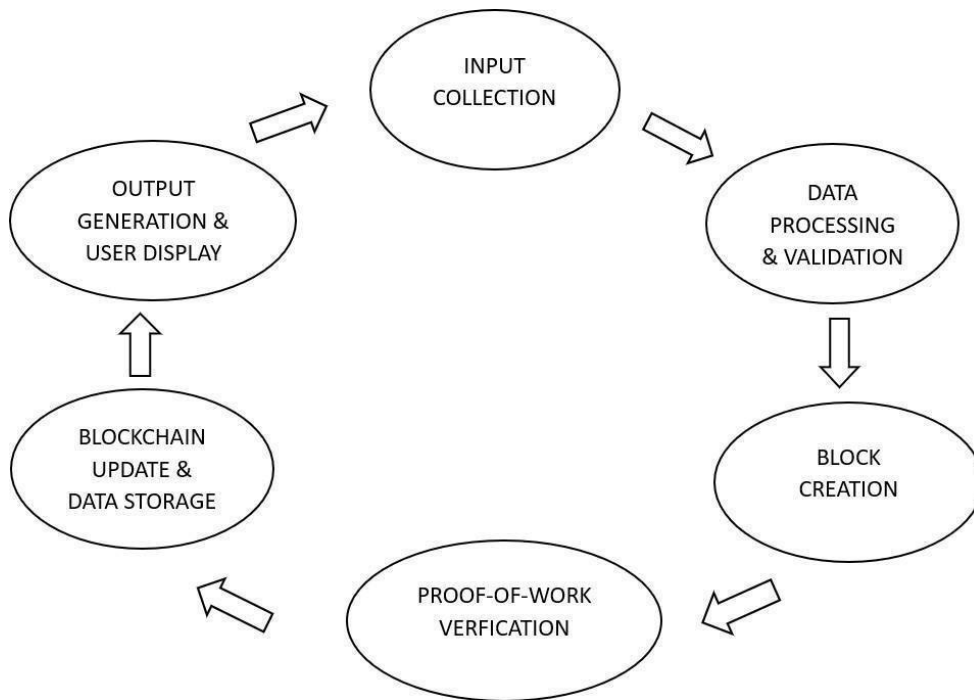 INPUT
COLLECTION
DATA
PROCESSING
& VALIDATION
BLOCK
CREATION
PROOF-OF-WORK
VERFICATION
BLOCKCHAIN
UPDATE &
DATA STORAGE
OUTPUT
GENERATION &
USER DISPLAY